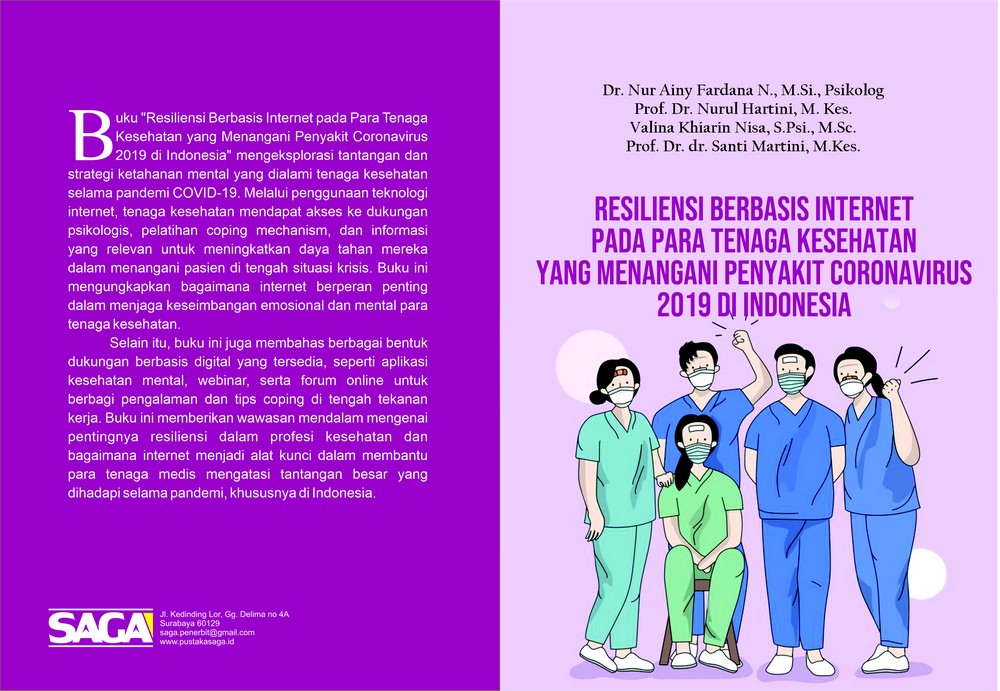 Buku "Resiliensi Berbasis Internet pada Para Tenaga
Kesehatan yang Menangani Penyakit Coronavirus
2019 di Indonesia" mengeksplorasi tantangan dan
strategi ketahanan mental yang dialami tenaga kesehatan
selama pandemi COVID-19. Melalui penggunaan teknologi
internet, tenaga kesehatan mendapat akses ke dukungan
psikologis, pelatihan coping mechanism, dan informasi
yang relevan untuk meningkatkan daya tahan mereka
dalam menangani pasien di tengah situasi krisis. Buku ini
mengungkapkan bagaimana internet berperan penting
dalam menjaga keseimbangan emosional dan mental para
tenaga kesehatan.
Selain itu, buku ini juga membahas berbagai bentuk
dukungan berbasis digital yang tersedia, seperti aplikasi
kesehatan mental, webinar, serta forum online untuk
berbagi pengalaman dan tips coping di tengah tekanan
kerja. Buku ini memberikan wawasan mendalam mengenai
pentingnya resiliensi dalam profesi kesehatan dan
bagaimana internet menjadi alat kunci dalam membantu
para tenaga medis mengatasi tantangan besar yang
dihadapi selama pandemi, khususnya di Indonesia.
SAGA
Jl. Kedinding Lor, Gg. Delima no 4A
Surabaya 60129
saga.penerbit@gmail.com
www.pustakasaga.id
Dr. Nur Ainy Fardana N., M.Si., Psikolog
Prof. Dr. Nurul Hartini, M. Kes.
Valina Khiarin Nisa, S.Psi., M.Sc.
Prof. Dr. dr. Santi Martini, M.Kes.
RESILIENSI BERBASIS INTERNET
PADA PARA TENAGA KESEHATAN
YANG MENANGANI PENYAKIT CORONAVIRUS
2019 DI INDONESIA